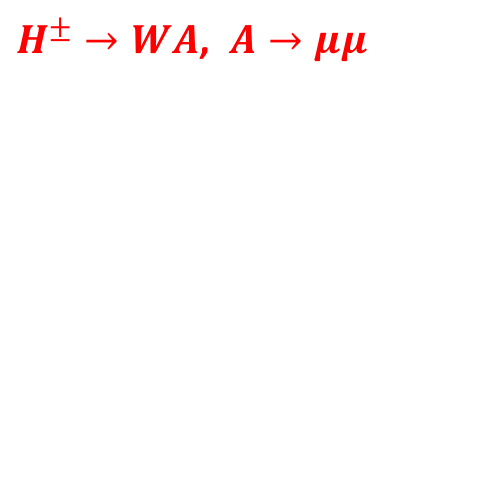 H± → WA, A → μμ